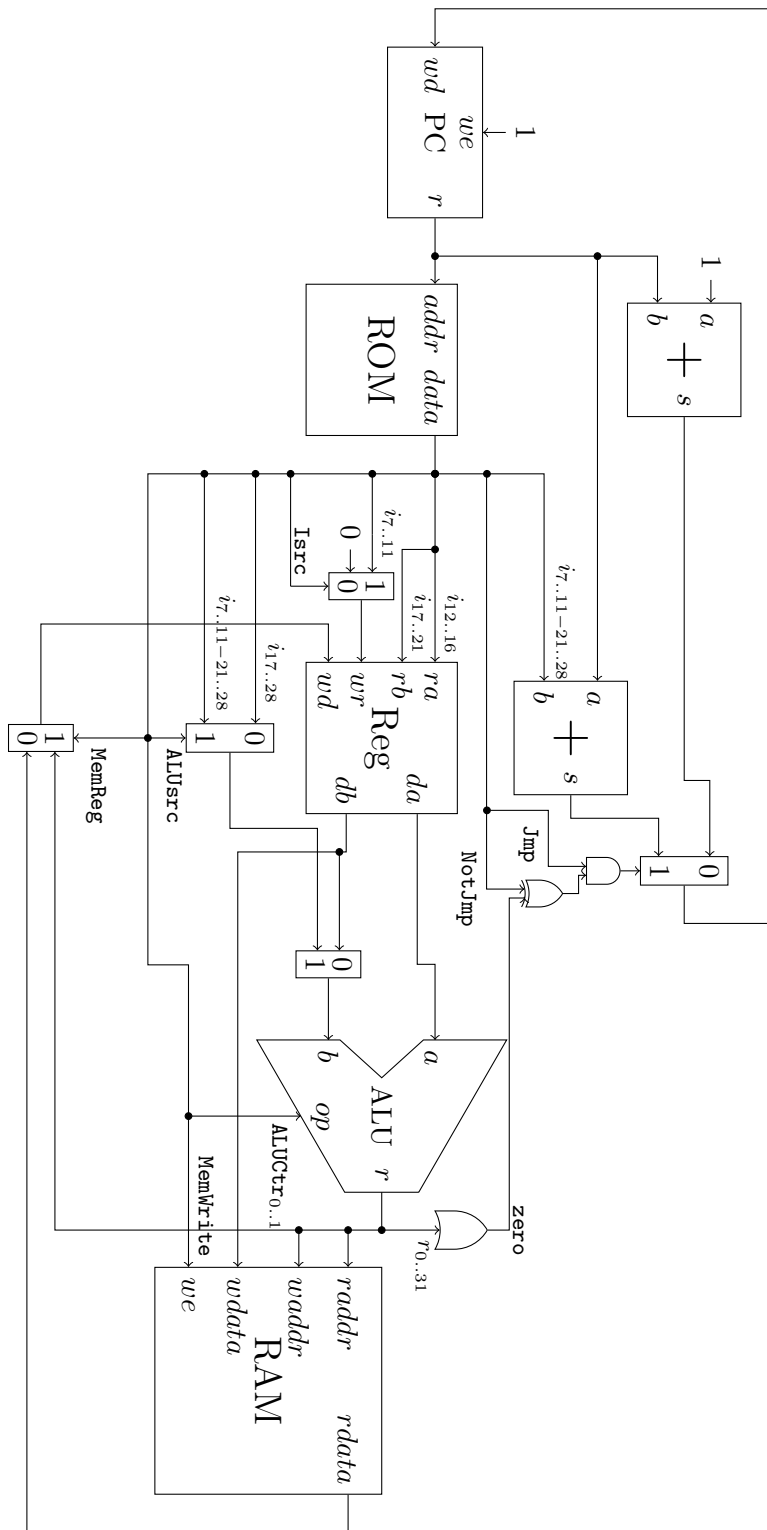 wd
we
PC
r
1
addr
data
ROM
1
a
b
+
s
i7..11
0
Isrc
1
0
i12..16
i17..21
ra
rb
wr
wd
Reg
da
db
i7..11−21..28
a
b
+
s
i17..28
i7..11−21..28
0
1
ALUsrc
MemReg
1
0
Jmp
NotJmp
0
1
0
1
a
b
ALU
op
r
ALUCtr0..1
MemWrite
zero
r0..31
raddr
waddr
wdata
we
RAM
rdata